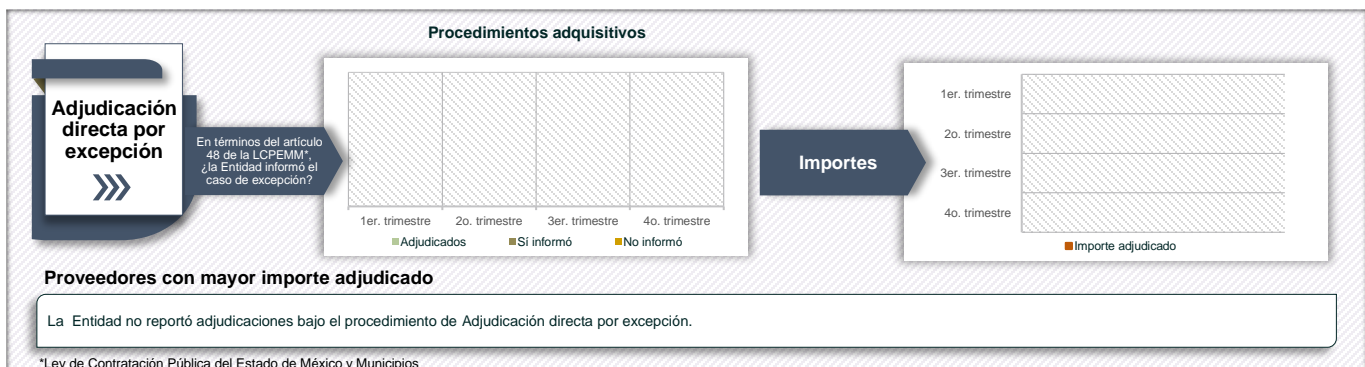 Procedimientos adquisitivos
Adjudicación
directa por
excepción
En términos del artículo
48 de la LCPEMM*,
¿la Entidad informó el
caso de excepción?
1er. trimestre 2o. trimestre 3er. trimestre 4o. trimestre
Adjudicados Sí informó No informó
Importes
1er. trimestre
2o. trimestre
3er. trimestre
4o. trimestre
Importe adjudicado
Proveedores con mayor importe adjudicado
La Entidad no reportó adjudicaciones bajo el procedimiento de Adjudicación directa por excepción.
*Ley de Contratación Pública del Estado de México y Municipios